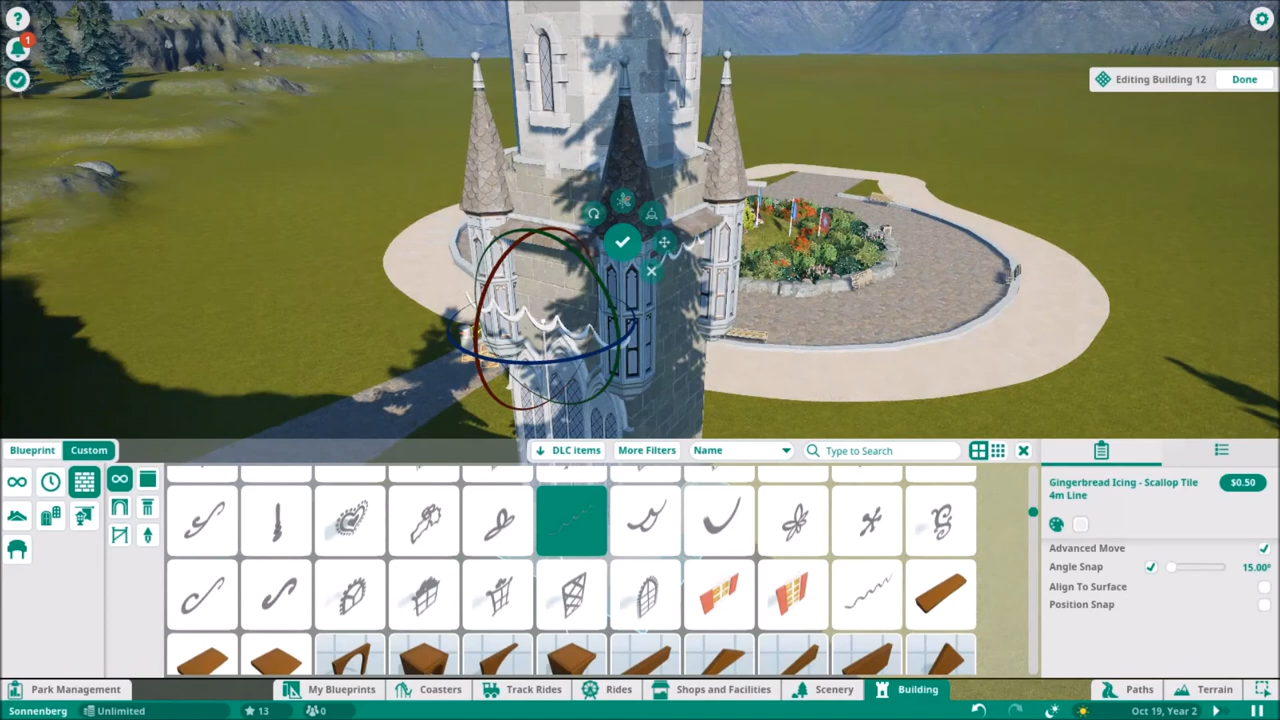 ?
1
Editing Building 12
Done
Blueprint
Custom
DLC items
More Filters
Name
Type to Search
Gingerbread Icing - Scallop Tile
4m Line
$0.50
Advanced Move
Angle Snap
15.00°
Align To Surface
Position Snap
Park Management
My Blueprints
Coasters
Track Rides
Rides
Shops and Facilities
Scenery
Building
Paths
Terrain
Sonnenberg
Unlimited
13
0
Oct 19, Year 2